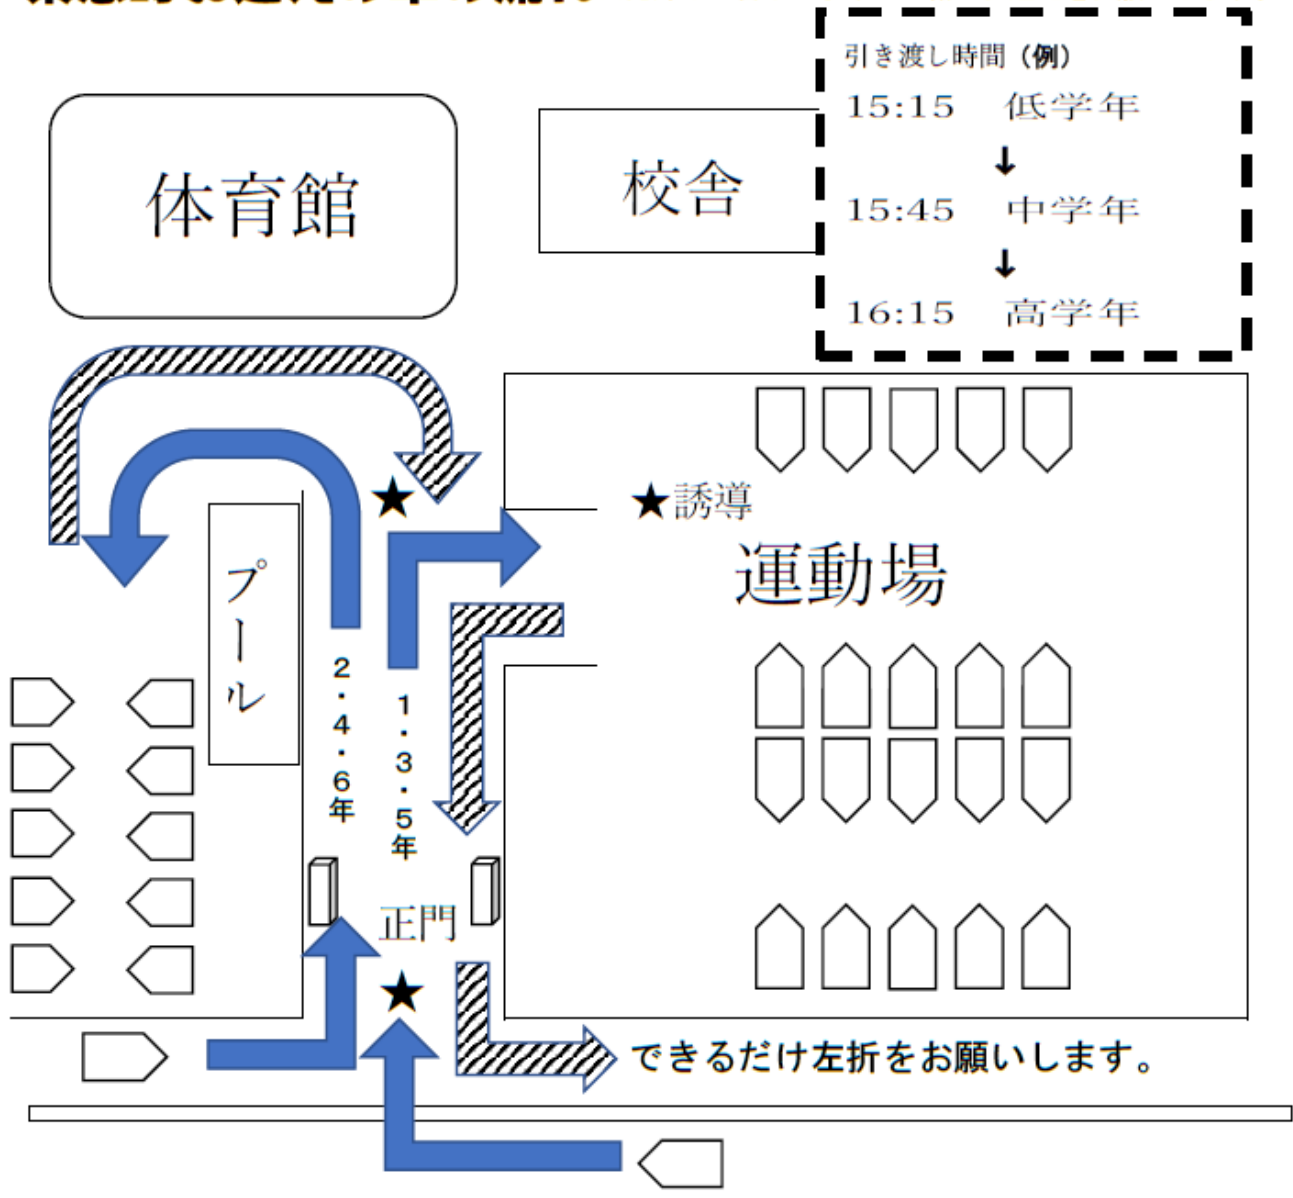 引き渡し時間（例）
15:15 低学年
↓
15:45 中学年
↓
16:15 高学年
体育館
校舎
★
★誘導
運動場
プール
2・4・6年
1・3・5年
正門
★
できるだけ左折をお願いします。